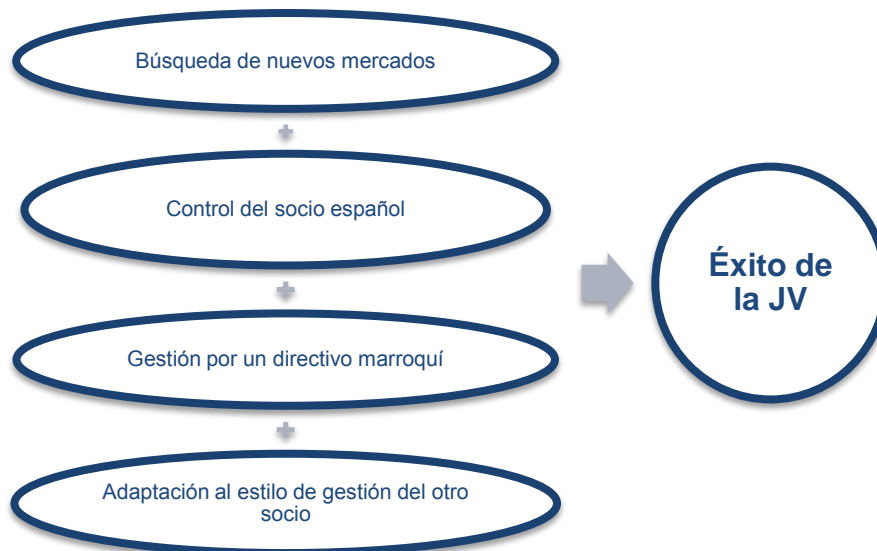 Búsqueda de nuevos mercados
Control del socio español
Gestión por un directivo marroquí
Adaptación al estilo de gestión del otro
socio
Éxito de
la JV